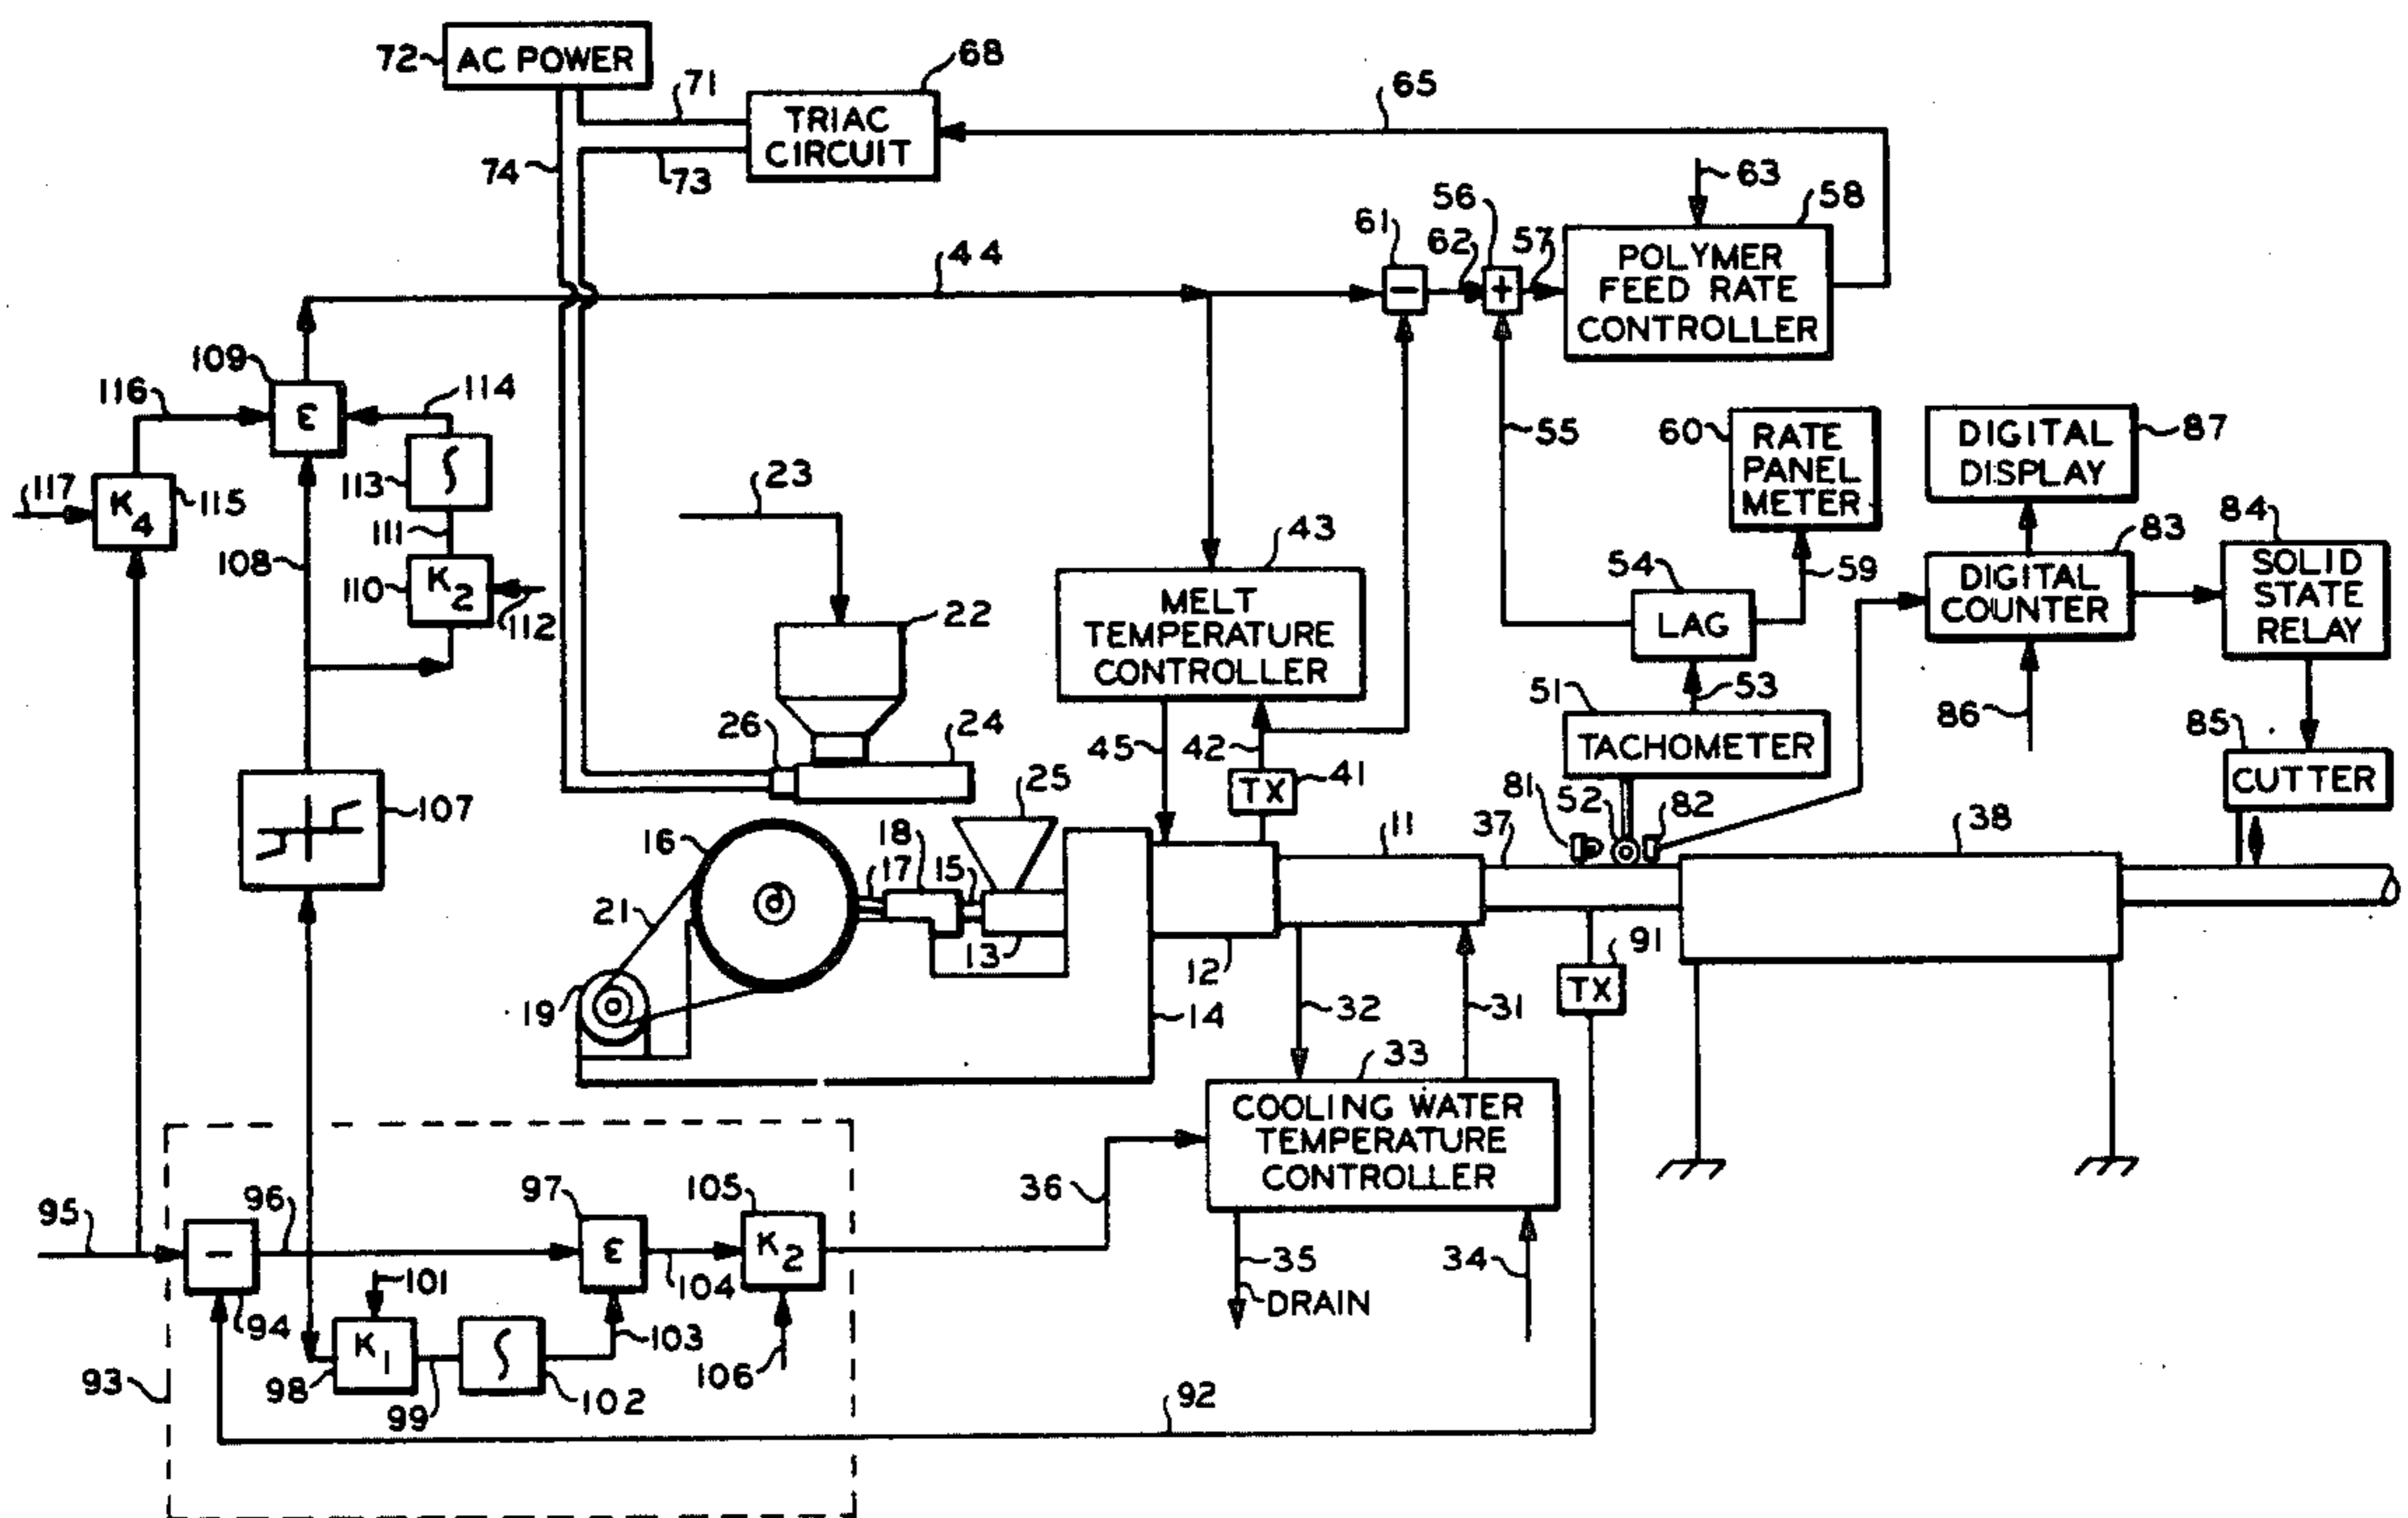 72 AC POWER
68
71
TRIAC
CIRCUIT
65
74
73
63
58
56
61
62
57
44
POLYMER
FEED RATE
CONTROLLER
+
−
109
ε
116
114
∫
113
117
K4
115
111
108
110
K2
112
55
60
RATE
PANEL
METER
DIGITAL
DISPLAY
87
23
43
54
59
83
84
MELT
TEMPERATURE
CONTROLLER
22
LAG
DIGITAL
COUNTER
SOLID
STATE
RELAY
53
51
86
85
26
24
45
42
TX
41
TACHOMETER
CUTTER
107
25
81
52
82
16
18
17
15
11
37
38
21
13
12
91
TX
19
14
32
31
33
COOLING WATER
TEMPERATURE
CONTROLLER
95
96
97
105
36
−
ε
K2
104
35
34
101
DRAIN
94
K1
∫
103
106
93
98
99
102
92